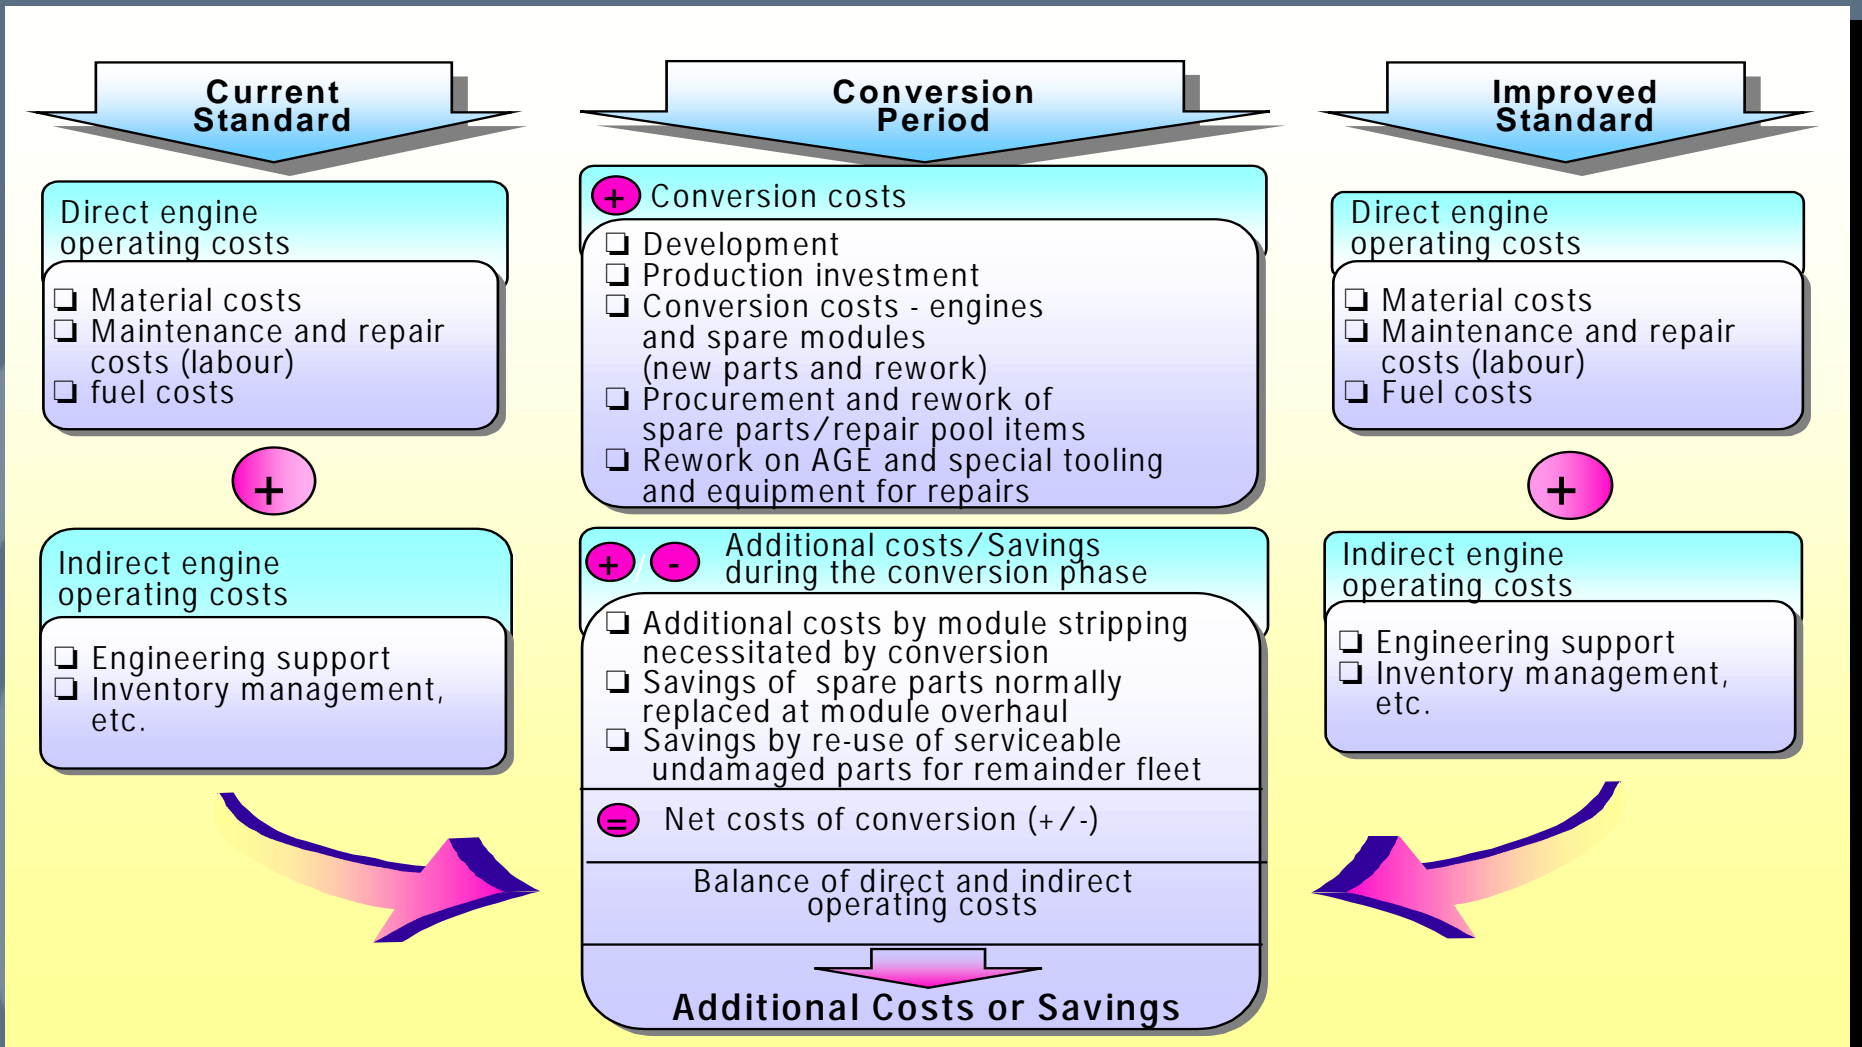 Current
Standard
Direct engine
operating costs
❏ Material costs
❏ Maintenance and repair
costs (labour)
❏ fuel costs
+
Indirect engine
operating costs
❏ Engineering support
❏ Inventory management,
etc.
Conversion
Period
+ Conversion costs
❏ Development
❏ Production investment
❏ Conversion costs - engines
and spare modules
(new parts and rework)
❏ Procurement and rework of
spare parts/repair pool items
❏ Rework on AGE and special tooling
and equipment for repairs
+ / - Additional costs/Savings
during the conversion phase
❏ Additional costs by module stripping
necessitated by conversion
❏ Savings of spare parts normally
replaced at module overhaul
❏ Savings by re-use of serviceable
undamaged parts for remainder fleet
= Net costs of conversion (+/-)
Balance of direct and indirect
operating costs
Additional Costs or Savings
Improved
Standard
Direct engine
operating costs
❏ Material costs
❏ Maintenance and repair
costs (labour)
❏ Fuel costs
+
Indirect engine
operating costs
❏ Engineering support
❏ Inventory management,
etc.